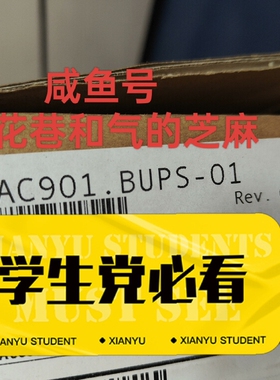 咸鱼号
花巷和气的芝麻
AC901.BUPS-01
Rev.
XIANYU STUDENTS
学生党必看
MUST SEE
XIANYU STUDENT
XIANYU
XIANYU STUDENT